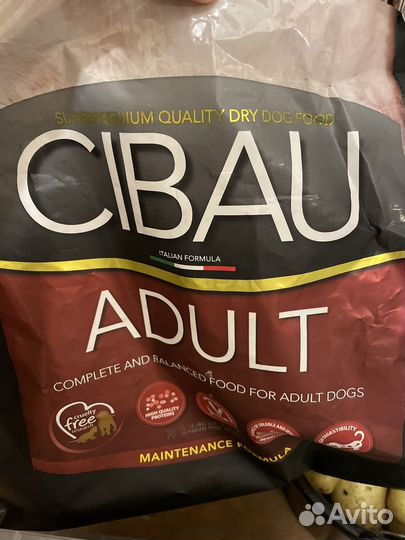 SUPERPREMIUM QUALITY DRY DOG FOOD
CIBAU
ITALIAN FORMULA
ADULT
COMPLETE AND BALANCED FOOD FOR ADULT DOGS
cruelty
free
research
HIGH QUALITY
PROTEINS
MAINTENANCE FORMULA
Avito